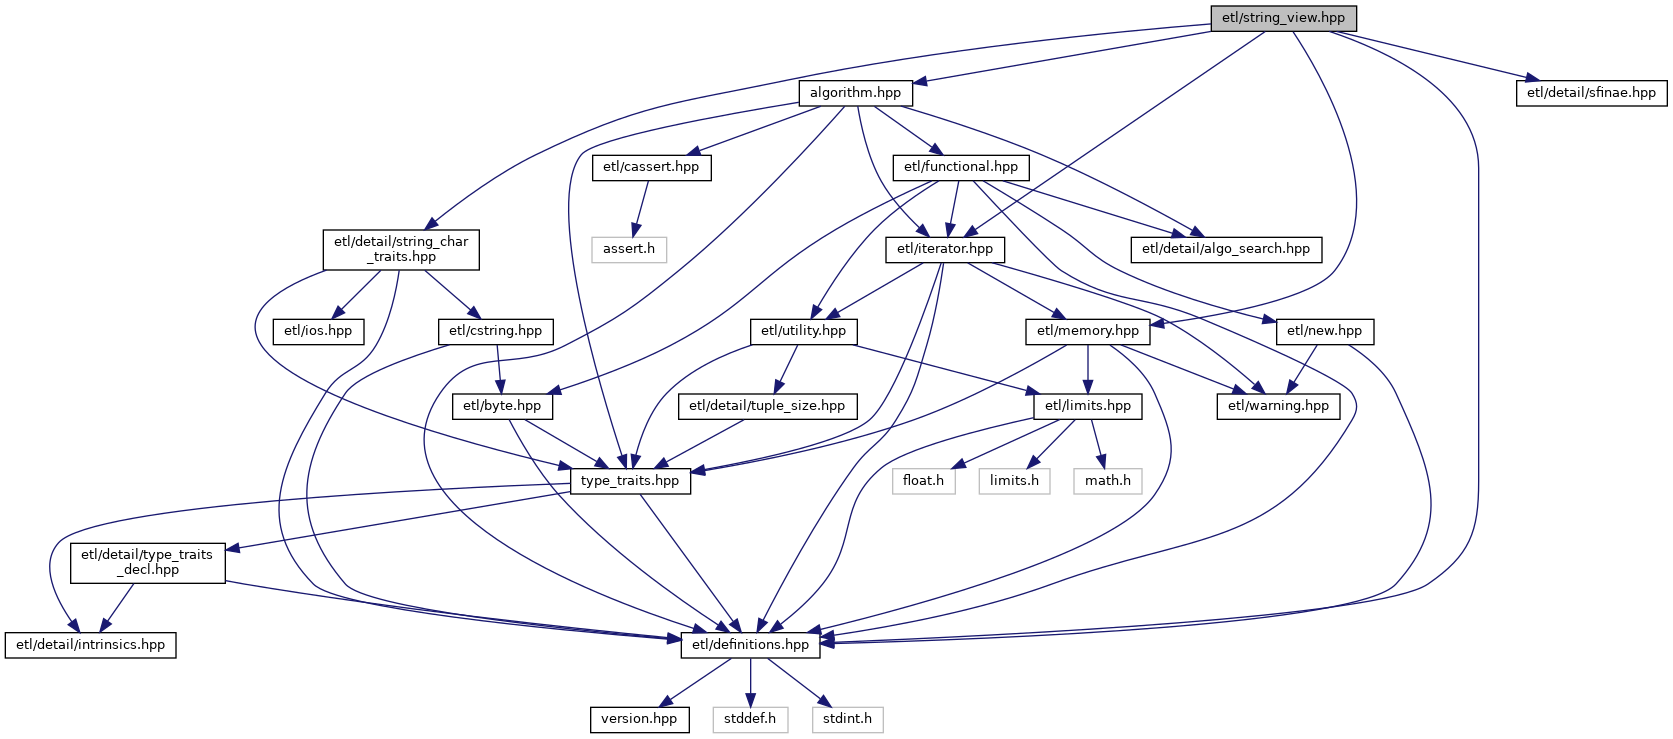 etl/string_view.hpp
algorithm.hpp
etl/detail/sfinae.hpp
etl/cassert.hpp
etl/functional.hpp
etl/detail/string_char
_traits.hpp
assert.h
etl/iterator.hpp
etl/detail/algo_search.hpp
etl/ios.hpp
etl/cstring.hpp
etl/utility.hpp
etl/memory.hpp
etl/new.hpp
etl/byte.hpp
etl/detail/tuple_size.hpp
etl/limits.hpp
etl/warning.hpp
type_traits.hpp
float.h
limits.h
math.h
etl/detail/type_traits
_decl.hpp
etl/detail/intrinsics.hpp
etl/definitions.hpp
version.hpp
stddef.h
stdint.h